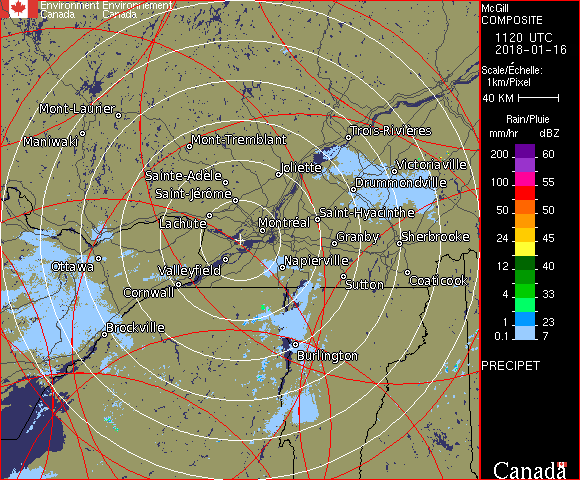 Environment Environnement
Canada Canada
McGill
COMPOSITE
1120 UTC
2018-01-16
Scale/Échelle:
1km/Pixel
40 KM
Rain/Pluie
mm/hr dBZ
200 60
150 57
100 55
50 50
24 45
12 40
4 33
1 23
0.1 7
PRECIPET
Canada
Mont-Laurier
Maniwaki
Mont-Tremblant
Trois-Rivières
Sainte-Adèle
Joliette
Victoriaville
Saint-Jérôme
Drummondville
Lachute
Montréal
Saint-Hyacinthe
Granby
Sherbrooke
Ottawa
Valleyfield
Napierville
Cornwall
Sutton
Coaticook
Brockville
Burlington